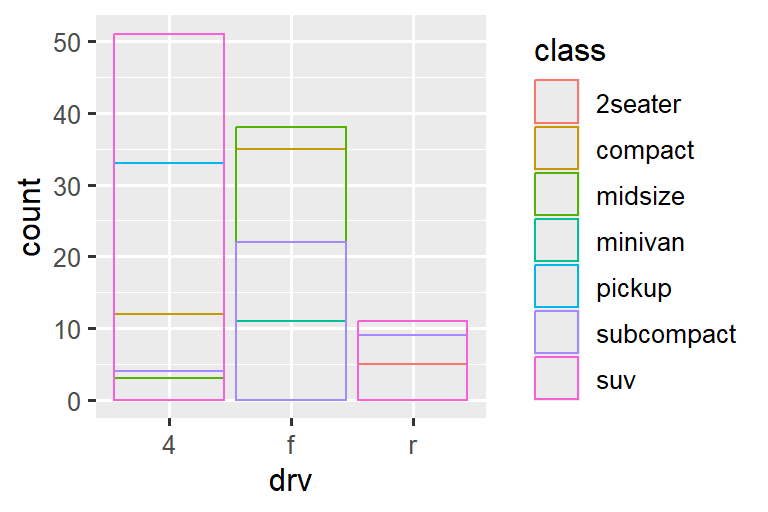 50
40
30
20
10
0
count
4 f r
drv
class
2seater
compact
midsize
minivan
pickup
subcompact
suv